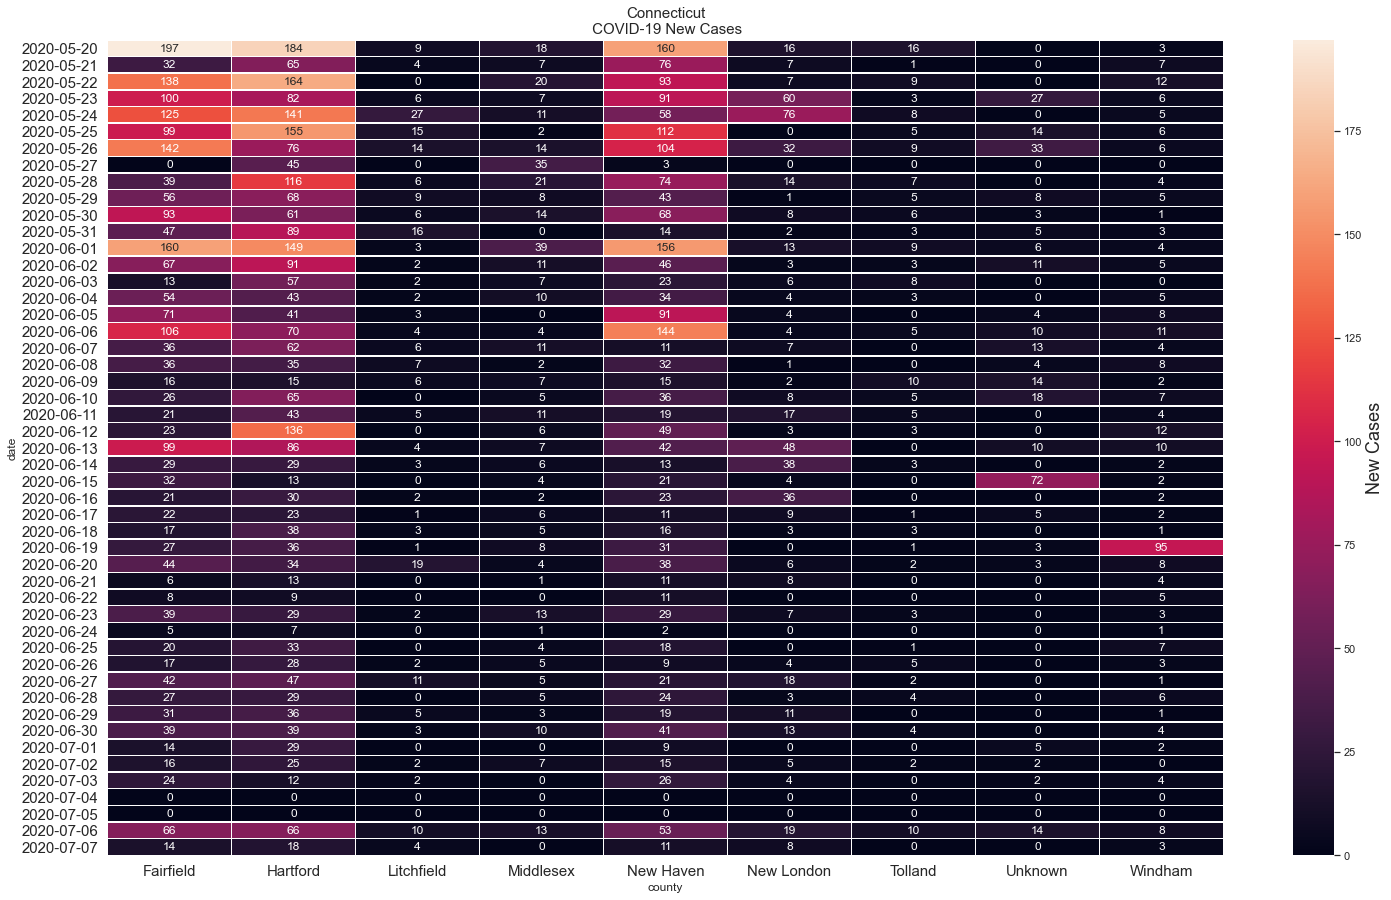 Connecticut
COVID-19 New Cases
2020-05-20 197 184 9 18 160 16 16 0 3
2020-05-21 32 65 4 7 76 7 1 0 7
2020-05-22 138 164 0 20 93 7 9 0 12
2020-05-23 100 82 6 7 91 60 3 27 6
2020-05-24 125 141 27 11 58 76 8 0 5
2020-05-25 99 155 15 2 112 0 5 14 6
2020-05-26 142 76 14 14 104 32 9 33 6
2020-05-27 0 45 0 35 3 0 0 0 0
2020-05-28 39 116 6 21 74 14 7 0 4
2020-05-29 56 68 9 8 43 1 5 8 5
2020-05-30 93 61 6 14 68 8 6 3 1
2020-05-31 47 89 16 0 14 2 3 5 3
2020-06-01 160 149 3 39 156 13 9 6 4
2020-06-02 67 91 2 11 46 3 3 11 5
2020-06-03 13 57 2 7 23 6 8 0 0
2020-06-04 54 43 2 10 34 4 3 0 5
2020-06-05 71 41 3 0 91 4 0 4 8
2020-06-06 106 70 4 4 144 4 5 10 11
2020-06-07 36 62 6 11 11 7 0 13 4
2020-06-08 36 35 7 2 32 1 0 4 8
2020-06-09 16 15 6 7 15 2 10 14 2
2020-06-10 26 65 0 5 36 8 5 18 7
2020-06-11 21 43 5 11 19 17 5 0 4
2020-06-12 23 136 0 6 49 3 3 0 12
2020-06-13 99 86 4 7 42 48 0 10 10
2020-06-14 29 29 3 6 13 38 3 0 2
2020-06-15 32 13 0 4 21 4 0 72 2
2020-06-16 21 30 2 2 23 36 0 0 2
2020-06-17 22 23 1 6 11 9 1 5 2
2020-06-18 17 38 3 5 16 3 3 0 1
2020-06-19 27 36 1 8 31 0 1 3 95
2020-06-20 44 34 19 4 38 6 2 3 8
2020-06-21 6 13 0 1 11 8 0 0 4
2020-06-22 8 9 0 0 11 0 0 0 5
2020-06-23 39 29 2 13 29 7 3 0 3
2020-06-24 5 7 0 1 2 0 0 0 1
2020-06-25 20 33 0 4 18 0 1 0 7
2020-06-26 17 28 2 5 9 4 5 0 3
2020-06-27 42 47 11 5 21 18 2 0 1
2020-06-28 27 29 0 5 24 3 4 0 6
2020-06-29 31 36 5 3 19 11 0 0 1
2020-06-30 39 39 3 10 41 13 4 0 4
2020-07-01 14 29 0 0 9 0 0 5 2
2020-07-02 16 25 2 7 15 5 2 2 0
2020-07-03 24 12 2 0 26 4 0 2 4
2020-07-04 0 0 0 0 0 0 0 0 0
2020-07-05 0 0 0 0 0 0 0 0 0
2020-07-06 66 66 10 13 53 19 10 14 8
2020-07-07 14 18 4 0 11 8 0 0 3
Fairfield Hartford Litchfield Middlesex New Haven New London Tolland Unknown Windham
county
date
175
150
125
100
75
50
25
0
New Cases